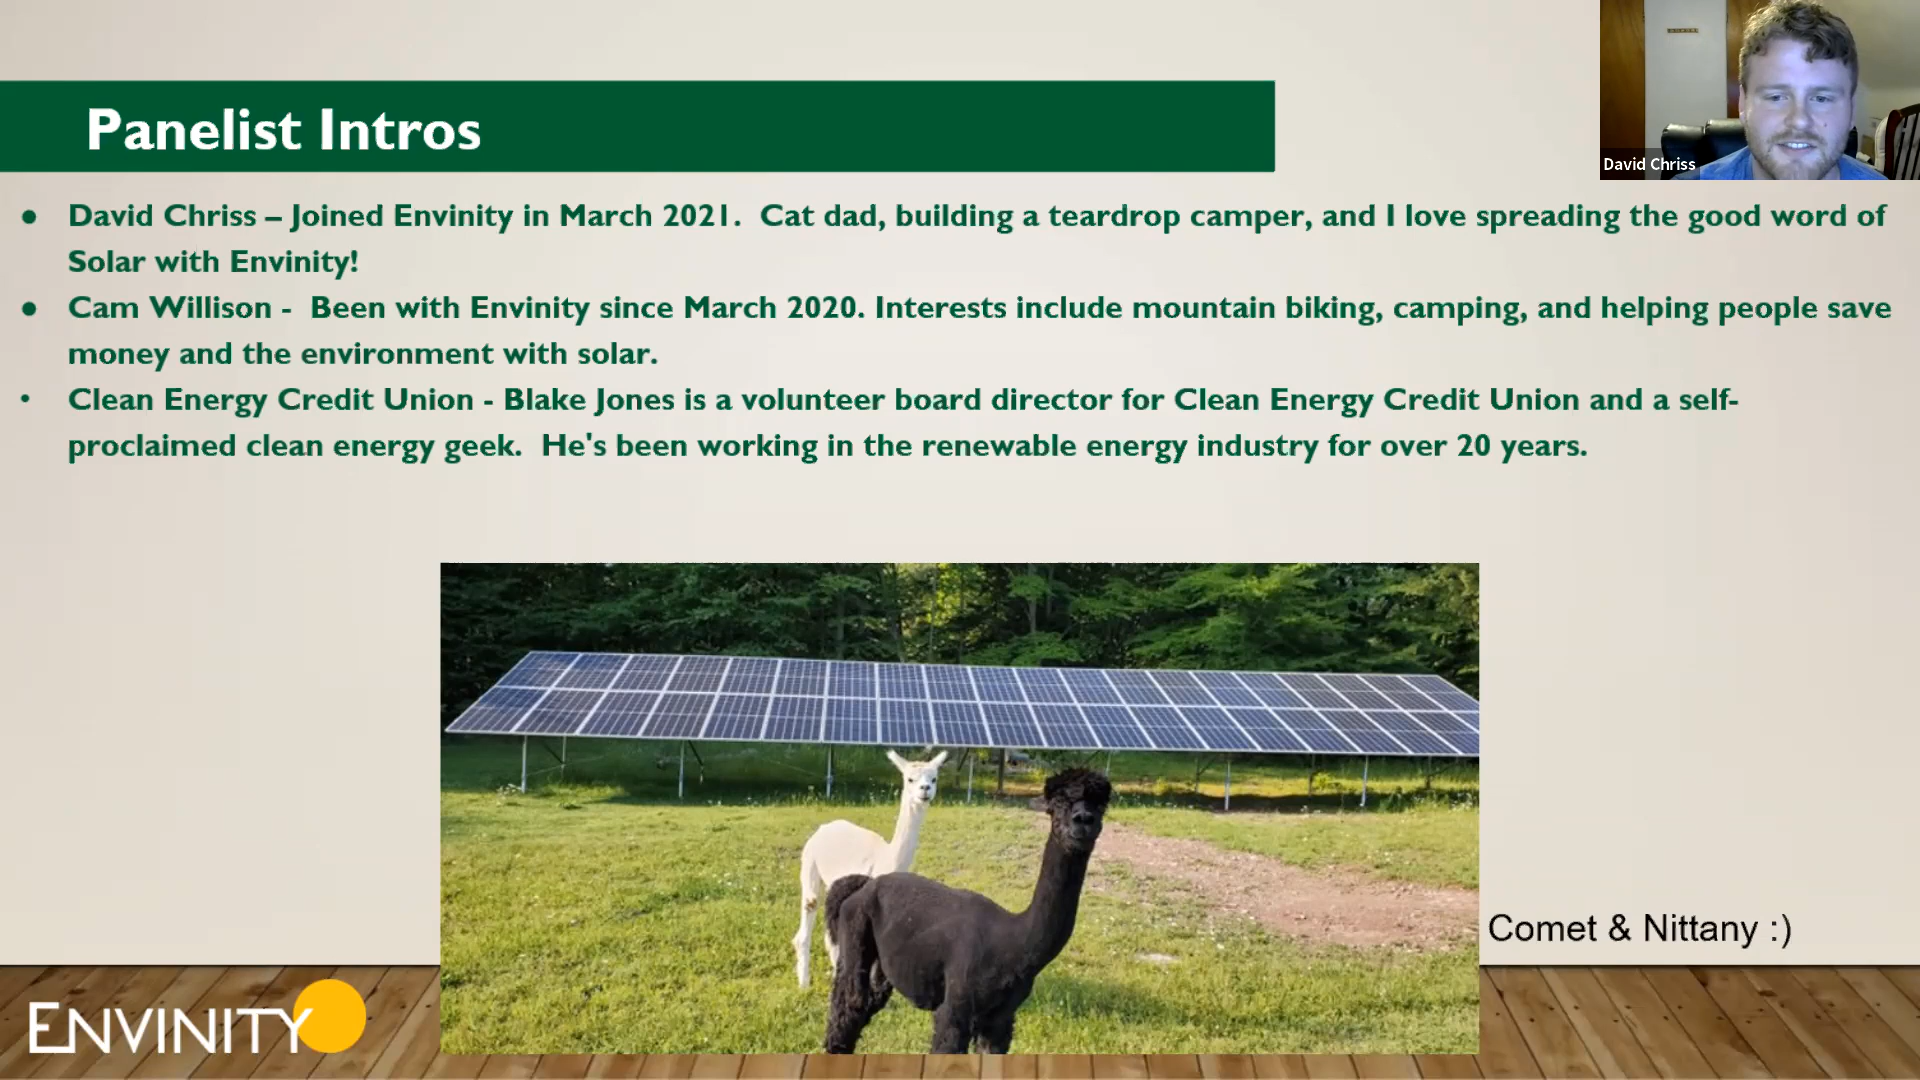 Panelist Intros
David Chriss
● David Chriss – Joined Envinity in March 2021.  Cat dad, building a teardrop camper, and I love spreading the good word of
Solar with Envinity!
● Cam Willison -  Been with Envinity since March 2020. Interests include mountain biking, camping, and helping people save
money and the environment with solar.
• Clean Energy Credit Union - Blake Jones is a volunteer board director for Clean Energy Credit Union and a self-
proclaimed clean energy geek.  He's been working in the renewable energy industry for over 20 years.
Comet & Nittany :)
ENVINITY